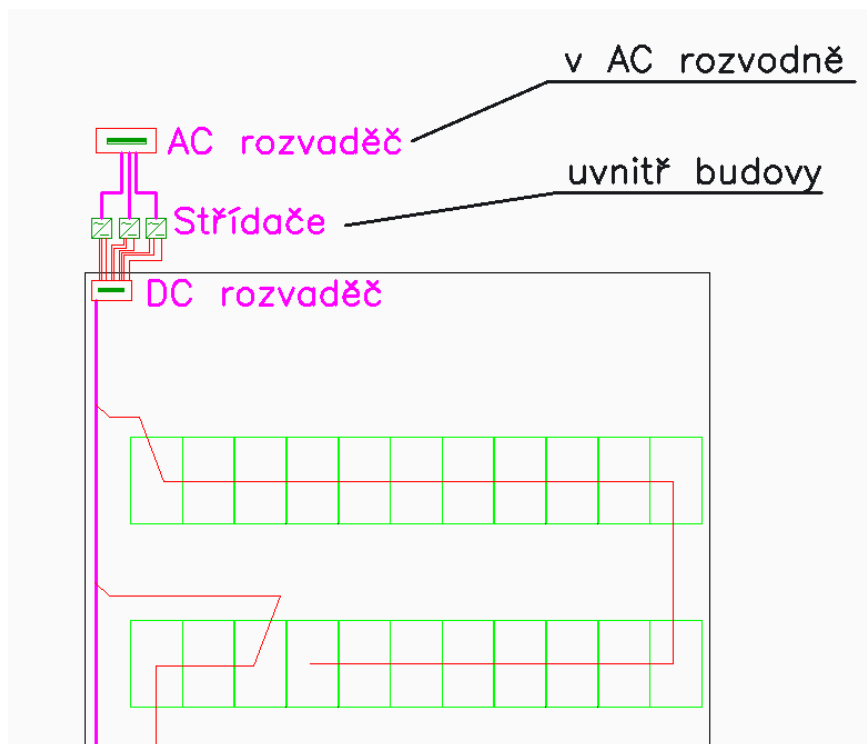 v AC rozvodně
AC rozvaděč
uvnitř budovy
Střídače
DC rozvaděč